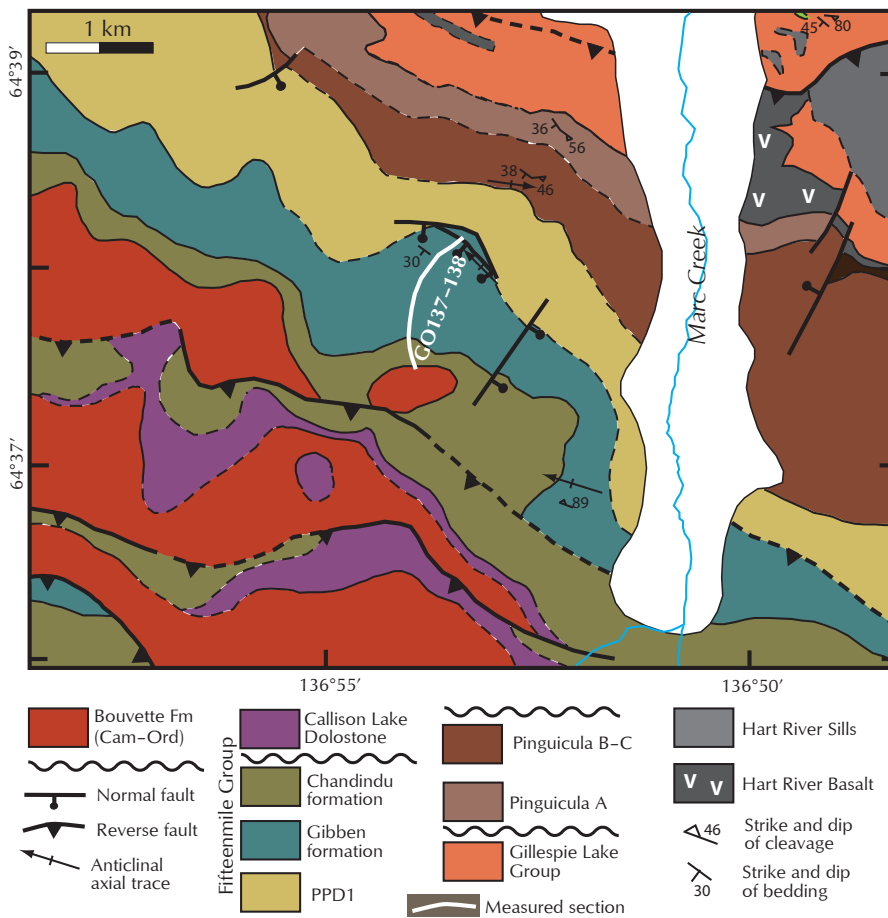 1 km
64°39′
64°37′
136°55′
136°50′
45
80
36
56
38
46
30
89
V
V
V
GO137–138
Marc Creek
Bouvette Fm
(Cam–Ord)
Normal fault
Reverse fault
Anticlinal
axial trace
Fifteenmile Group
Callison Lake
Dolostone
Chandindu
formation
Gibben
formation
PPD1
Pinguicula B–C
Pinguicula A
Gillespie Lake
Group
Measured section
Hart River Sills
V V
Hart River Basalt
46
Strike and dip
of cleavage
30
Strike and dip
of bedding